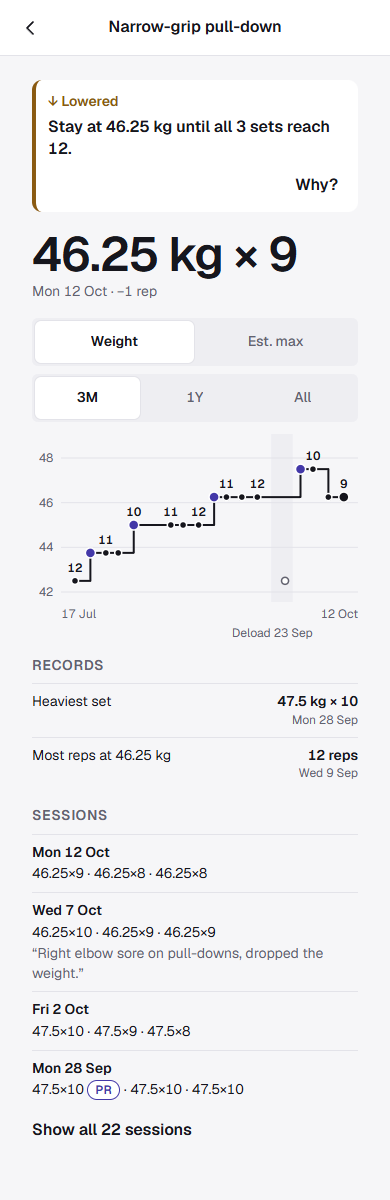 Narrow-grip pull-down
↓ Lowered
Stay at 46.25 kg until all 3 sets reach
12.
Why?
46.25 kg × 9
Mon 12 Oct · −1 rep
Weight
Est. max
3M
1Y
All
48
46
44
42
12
11
10
11
12
11
12
10
9
17 Jul
12 Oct
Deload 23 Sep
RECORDS
Heaviest set
47.5 kg × 10
Mon 28 Sep
Most reps at 46.25 kg
12 reps
Wed 9 Sep
SESSIONS
Mon 12 Oct
46.25×9 · 46.25×8 · 46.25×8
Wed 7 Oct
46.25×10 · 46.25×9 · 46.25×9
“Right elbow sore on pull-downs, dropped the
weight.”
Fri 2 Oct
47.5×10 · 47.5×9 · 47.5×8
Mon 28 Sep
47.5×10 PR · 47.5×10 · 47.5×10
Show all 22 sessions